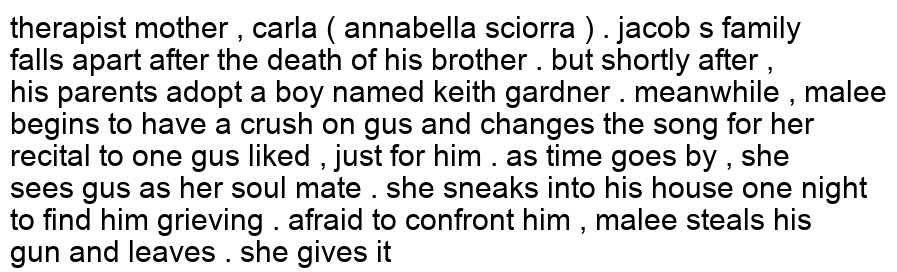 therapist mother , carla ( annabella sciorra ) . jacob s family
falls apart after the death of his brother . but shortly after ,
his parents adopt a boy named keith gardner . meanwhile , malee
begins to have a crush on gus and changes the song for her
recital to one gus liked , just for him . as time goes by , she
sees gus as her soul mate . she sneaks into his house one night
to find him grieving . afraid to confront him , malee steals his
gun and leaves . she gives it